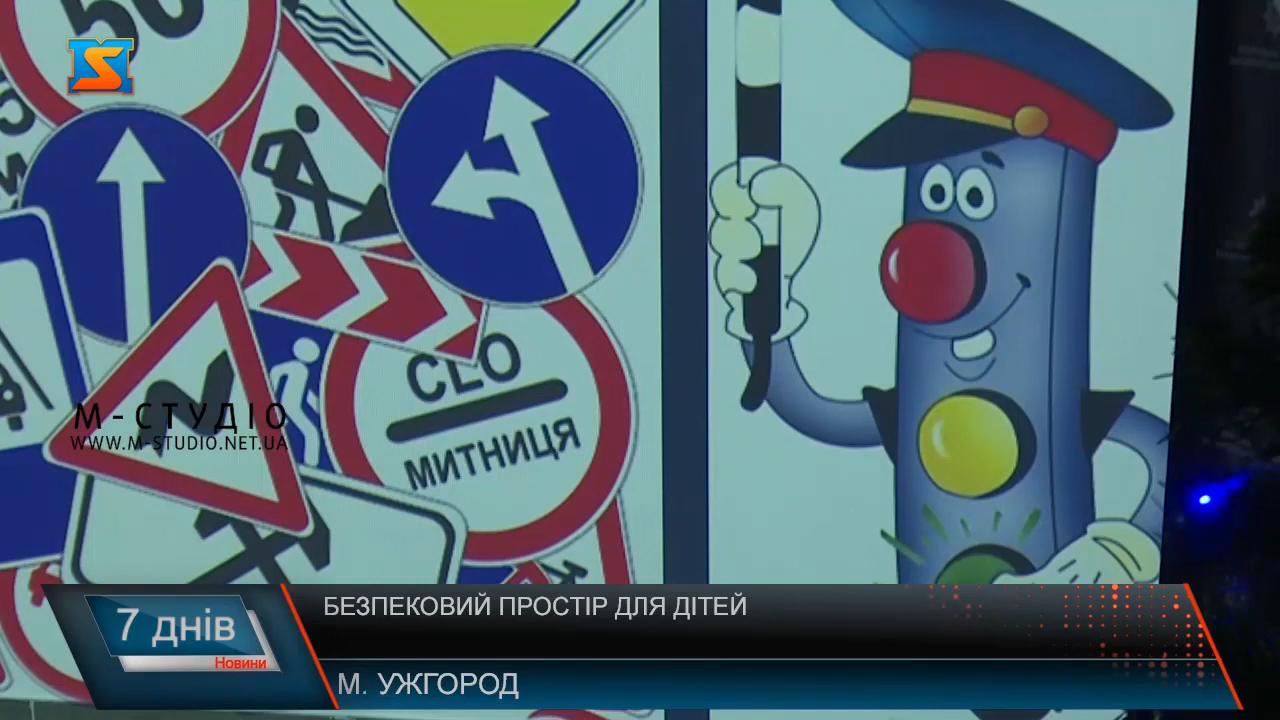 50
CLO
МИТНИЦЯ
М-СТУДІО
WWW.M-STUDIO.NET.UA
7 днів
Новини
БЕЗПЕКОВИЙ ПРОСТІР ДЛЯ ДІТЕЙ
М. УЖГОРОД